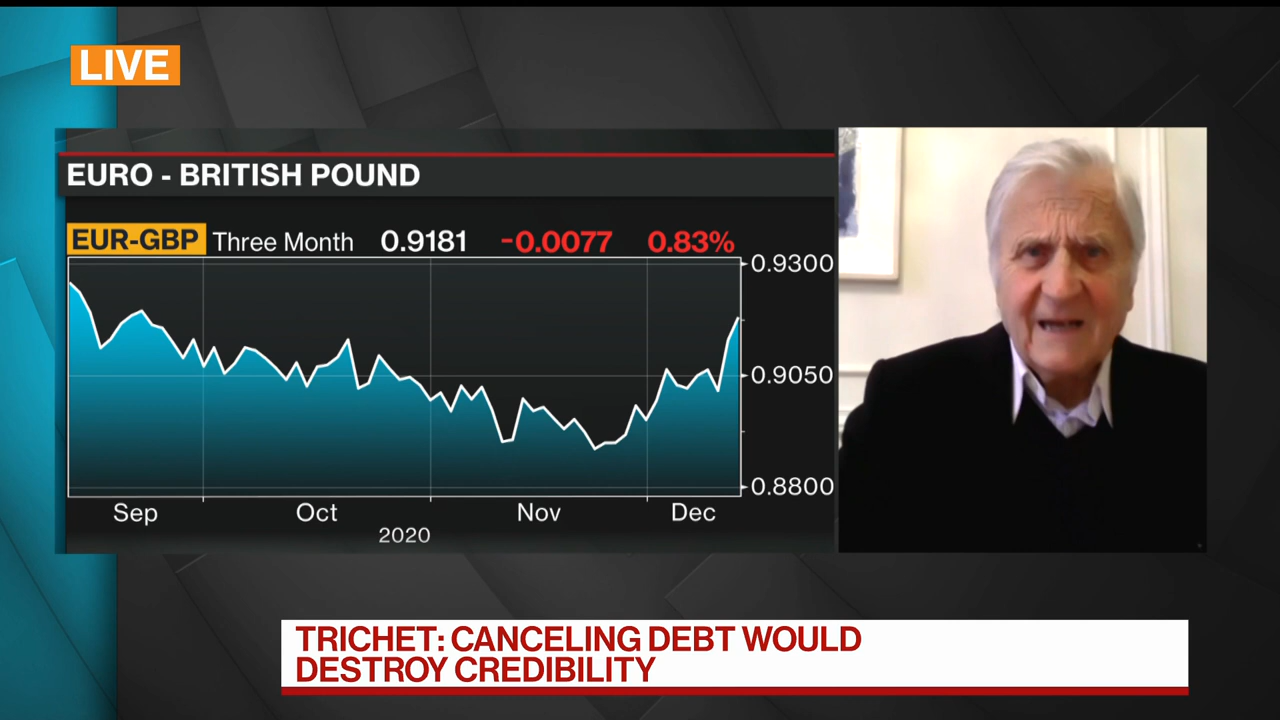 LIVE
EURO - BRITISH POUND
EUR-GBP Three Month 0.9181 -0.0077 0.83%
0.9300
0.9050
0.8800
Sep Oct Nov Dec
2020
TRICHET: CANCELING DEBT WOULD
DESTROY CREDIBILITY